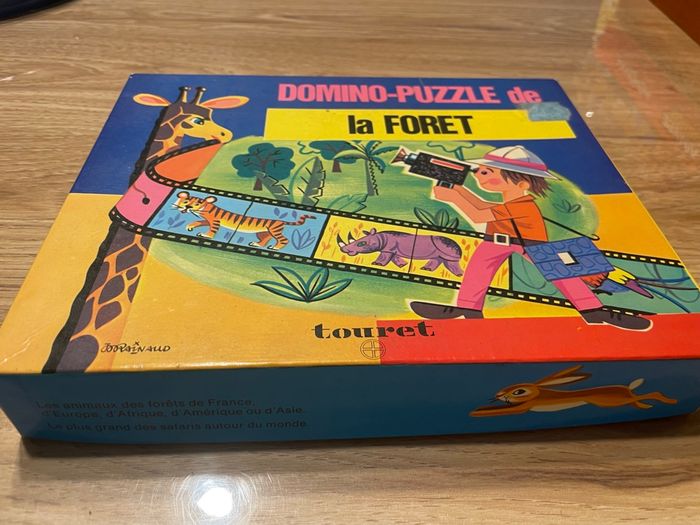 DOMINO-PUZZLE de
la FORET
touret
Les animaux des forêts de France,
d'Europe, d'Afrique, d'Amérique ou d'Asie.
Le plus grand des safaris autour du monde.